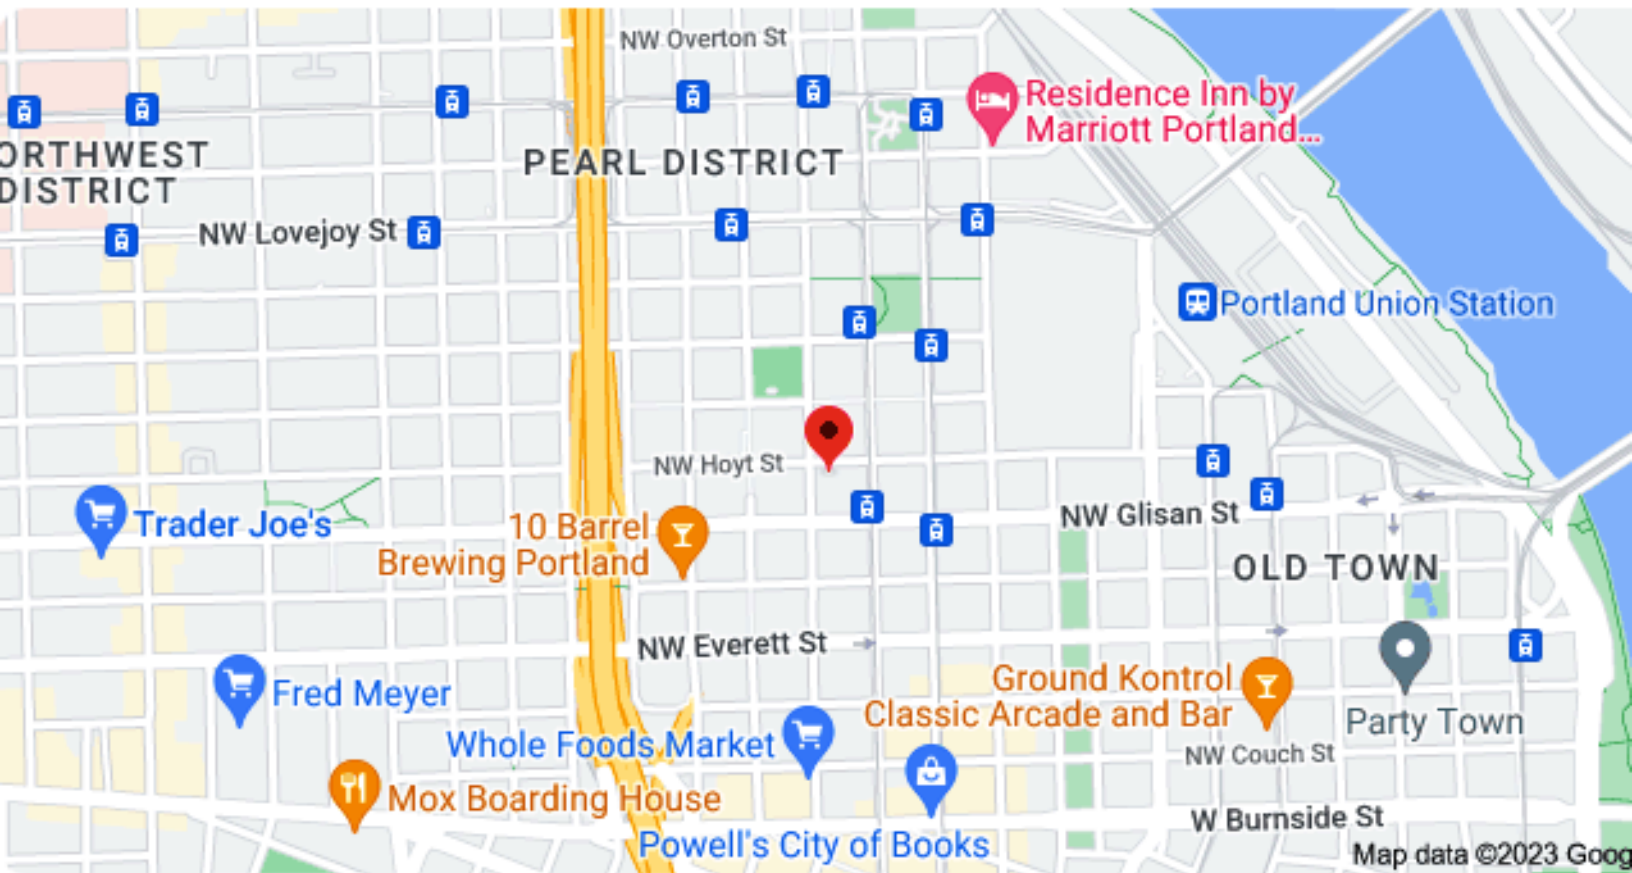 NW Overton St
Residence Inn by
Marriott Portland...
ORTHWEST
DISTRICT
PEARL DISTRICT
NW Lovejoy St
Portland Union Station
NW Hoyt St
Trader Joe's
10 Barrel
Brewing Portland
NW Glisan St
OLD TOWN
NW Everett St
Ground Kontrol
Classic Arcade and Bar
Fred Meyer
Party Town
Whole Foods Market
NW Couch St
Mox Boarding House
W Burnside St
Powell's City of Books
Map data ©2023 Goog